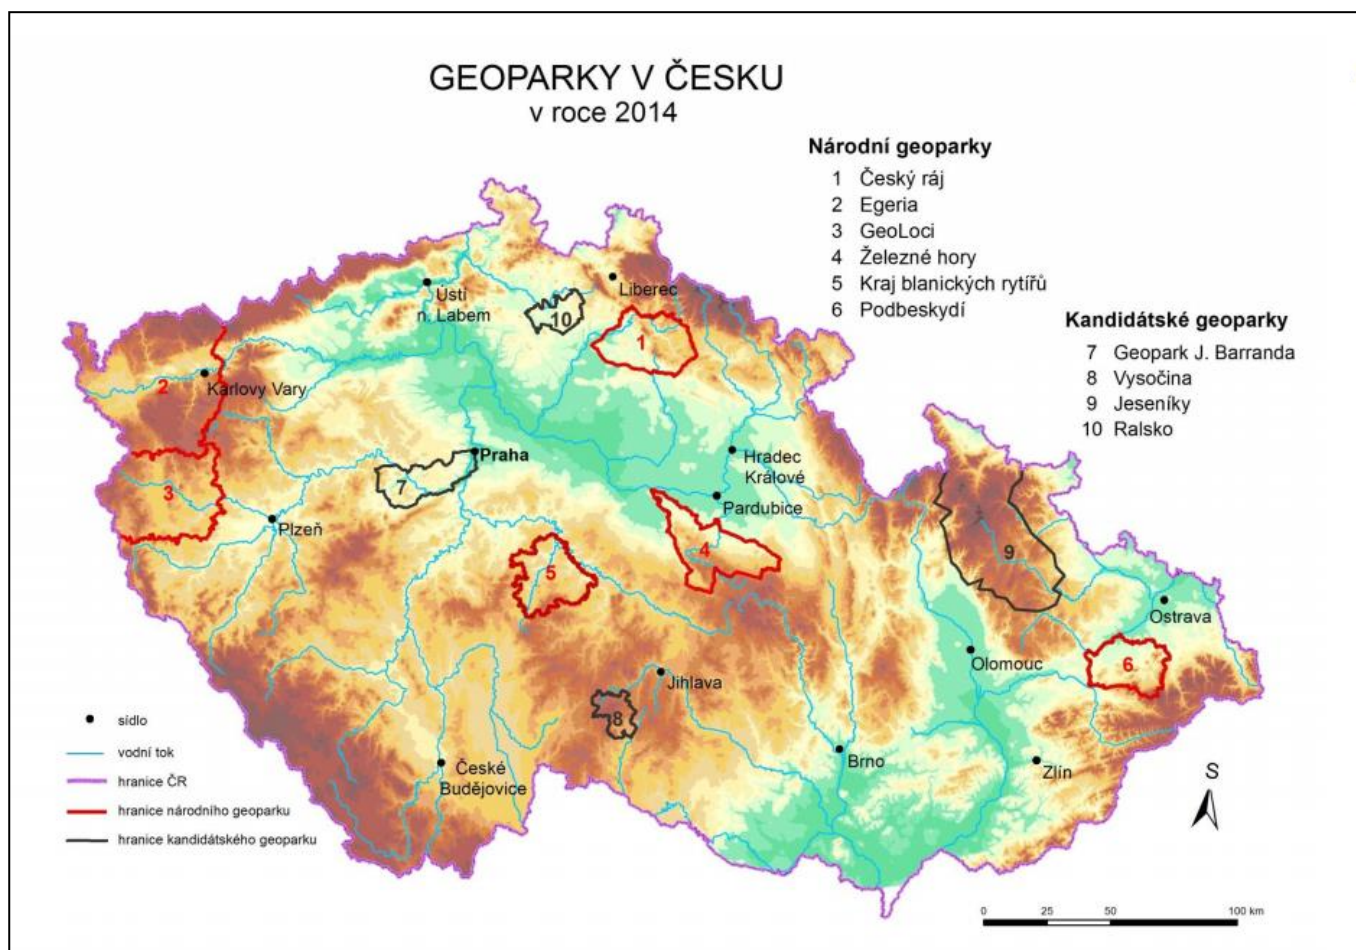 GEOPARKY V ČESKU
v roce 2014
Národní geoparky
1 Český ráj
2 Egeria
3 GeoLoci
4 Železné hory
5 Kraj blanických rytířů
6 Podbeskydí
Kandidátské geoparky
7 Geopark J. Barranda
8 Vysočina
9 Jeseníky
10 Ralsko
Liberec
Ústí
n. Labem
10
1
2
Karlovy Vary
Praha
Hradec
Králové
3
7
Pardubice
Plzeň
4
9
5
Ostrava
Olomouc
6
Jihlava
8
Brno
Zlín
České
Budějovice
sídlo
vodní tok
hranice ČR
hranice národního geoparku
hranice kandidátského geoparku
S
0 25 50 100 km